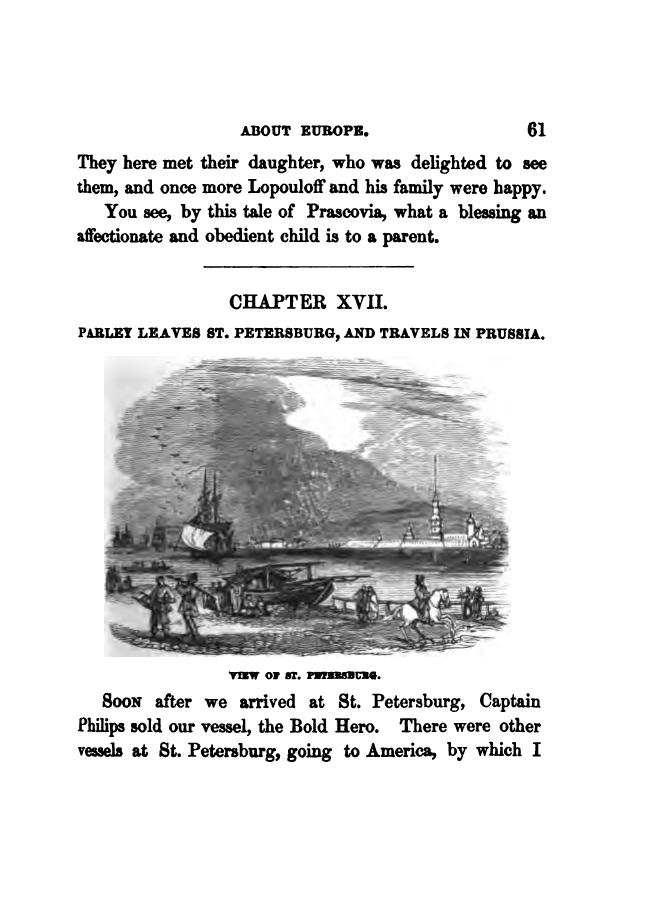 ABOUT EUROPE. 61
They here met their daughter, who was delighted to see
them, and once more Lopouloff and his family were happy.
You see, by this tale of Prascovia, what a blessing an
affectionate and obedient child is to a parent.
CHAPTER XVII.
PARLEY LEAVES ST. PETERSBURG, AND TRAVELS IN PRUSSIA.
VIEW OF ST. PETERSBURG.
SOON after we arrived at St. Petersburg, Captain
Philips sold our vessel, the Bold Hero. There were other
vessels at St. Petersburg, going to America, by which I